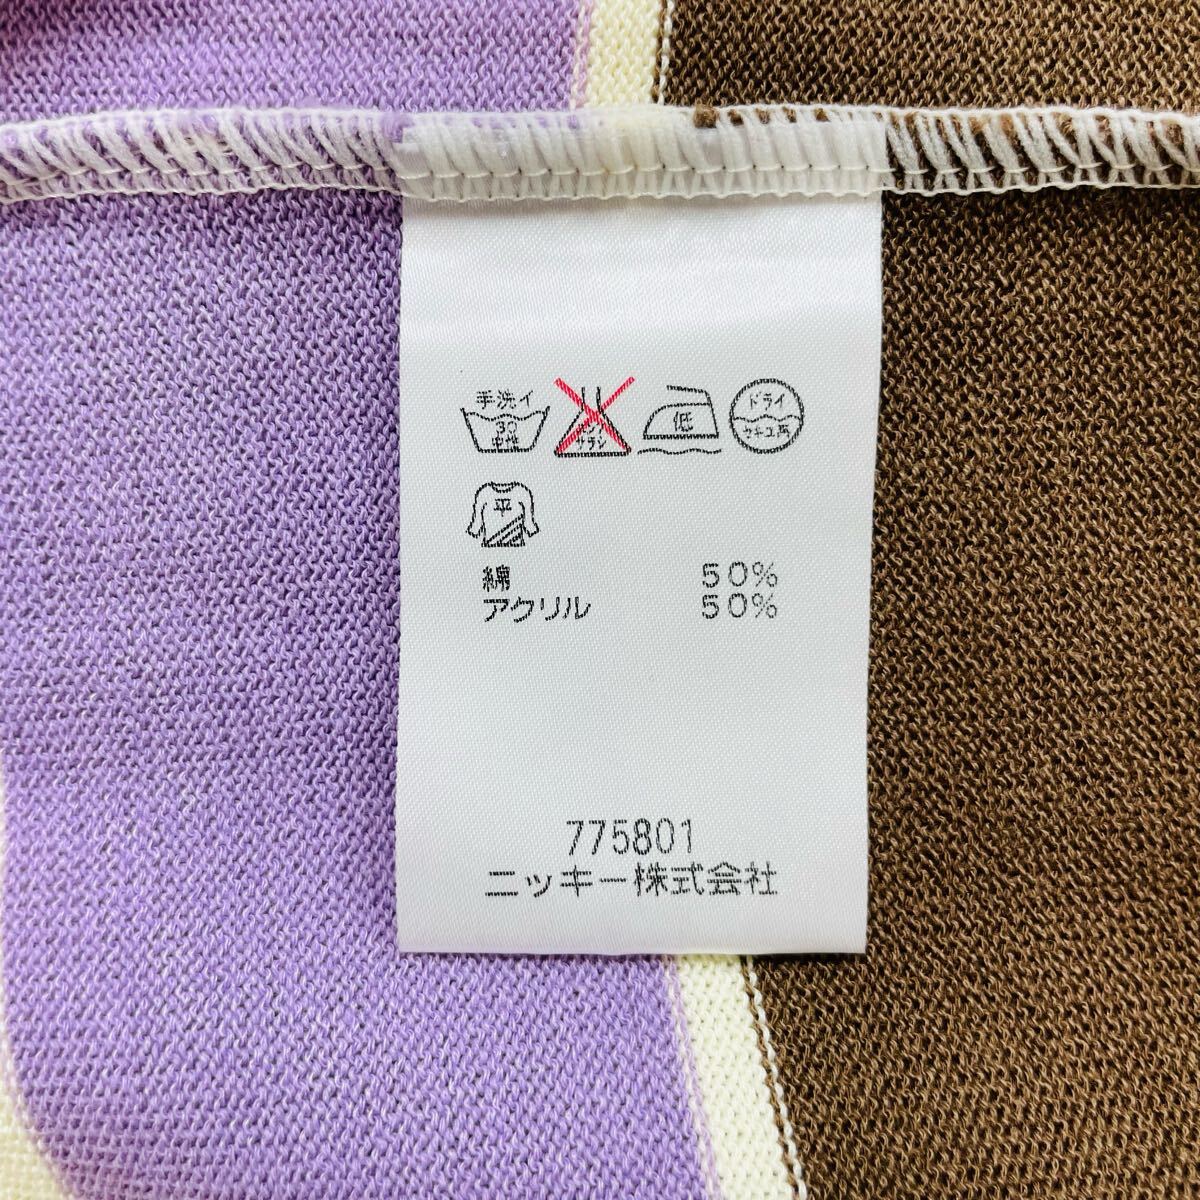 手洗イ
30
中性
エンソ
サラシ
低
ドライ
セキユ系
平
綿 50%
アクリル 50%
775801
ニッキー株式会社